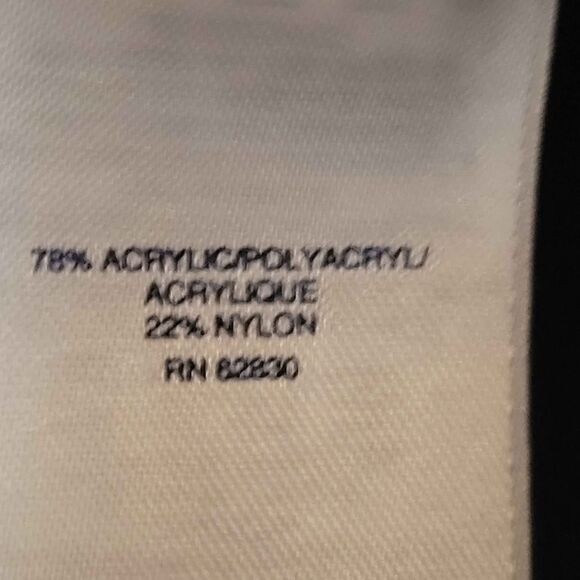 78% ACRYLIC/POLYACRYL/
ACRYLIQUE
22% NYLON
RN 62830